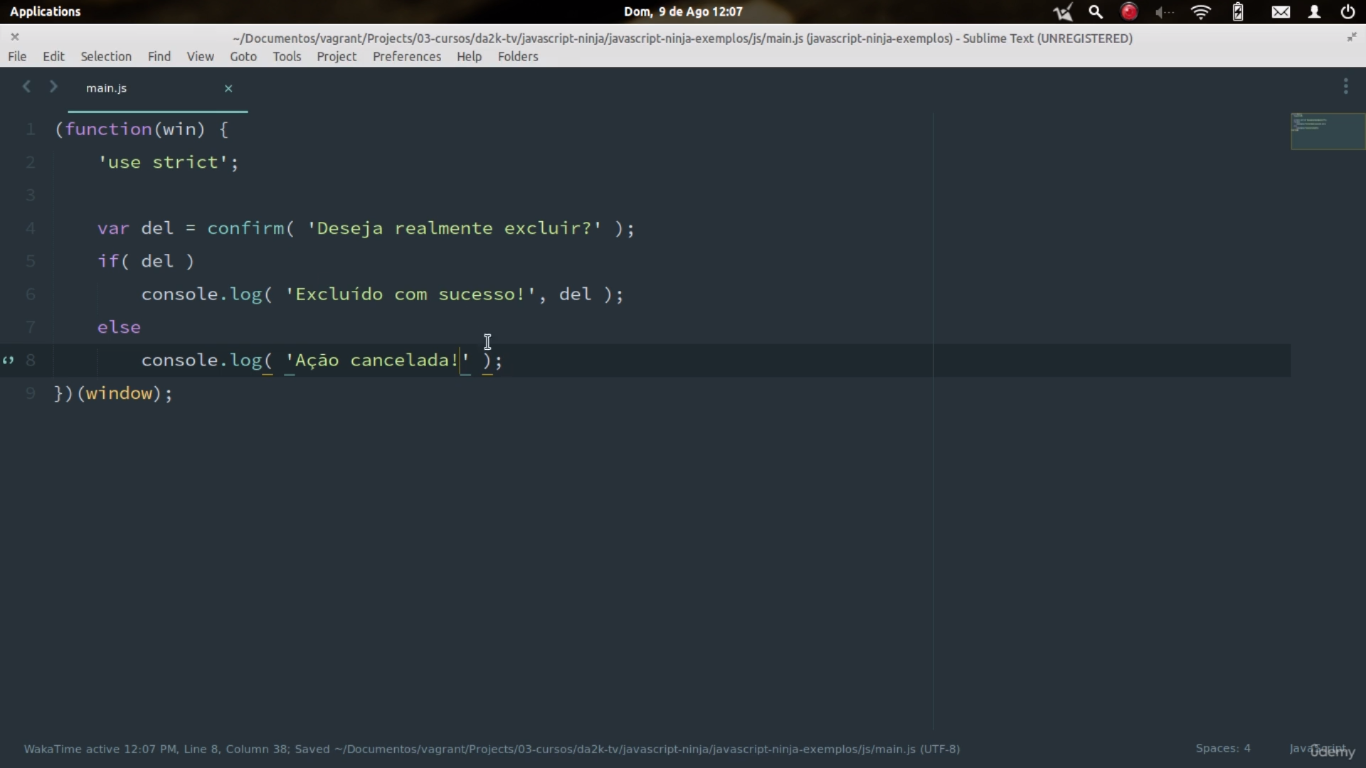 Applications
Dom, 9 de Ago 12:07
~/Documentos/vagrant/Projects/03-cursos/da2k-tv/javascript-ninja/javascript-ninja-exemplos/js/main.js (javascript-ninja-exemplos) - Sublime Text (UNREGISTERED)
File Edit Selection Find View Goto Tools Project Preferences Help Folders
main.js
1 (function(win) {
2 'use strict';
3
4 var del = confirm( 'Deseja realmente excluir?' );
5 if( del )
6 console.log( 'Excluído com sucesso!', del );
7 else
8 console.log( 'Ação cancelada!' );
9 })(window);
WakaTime active 12:07 PM, Line 8, Column 38; Saved ~/Documentos/vagrant/Projects/03-cursos/da2k-tv/javascript-ninja/javascript-ninja-exemplos/js/main.js (UTF-8)
Spaces: 4
JavaScript
ûdemy